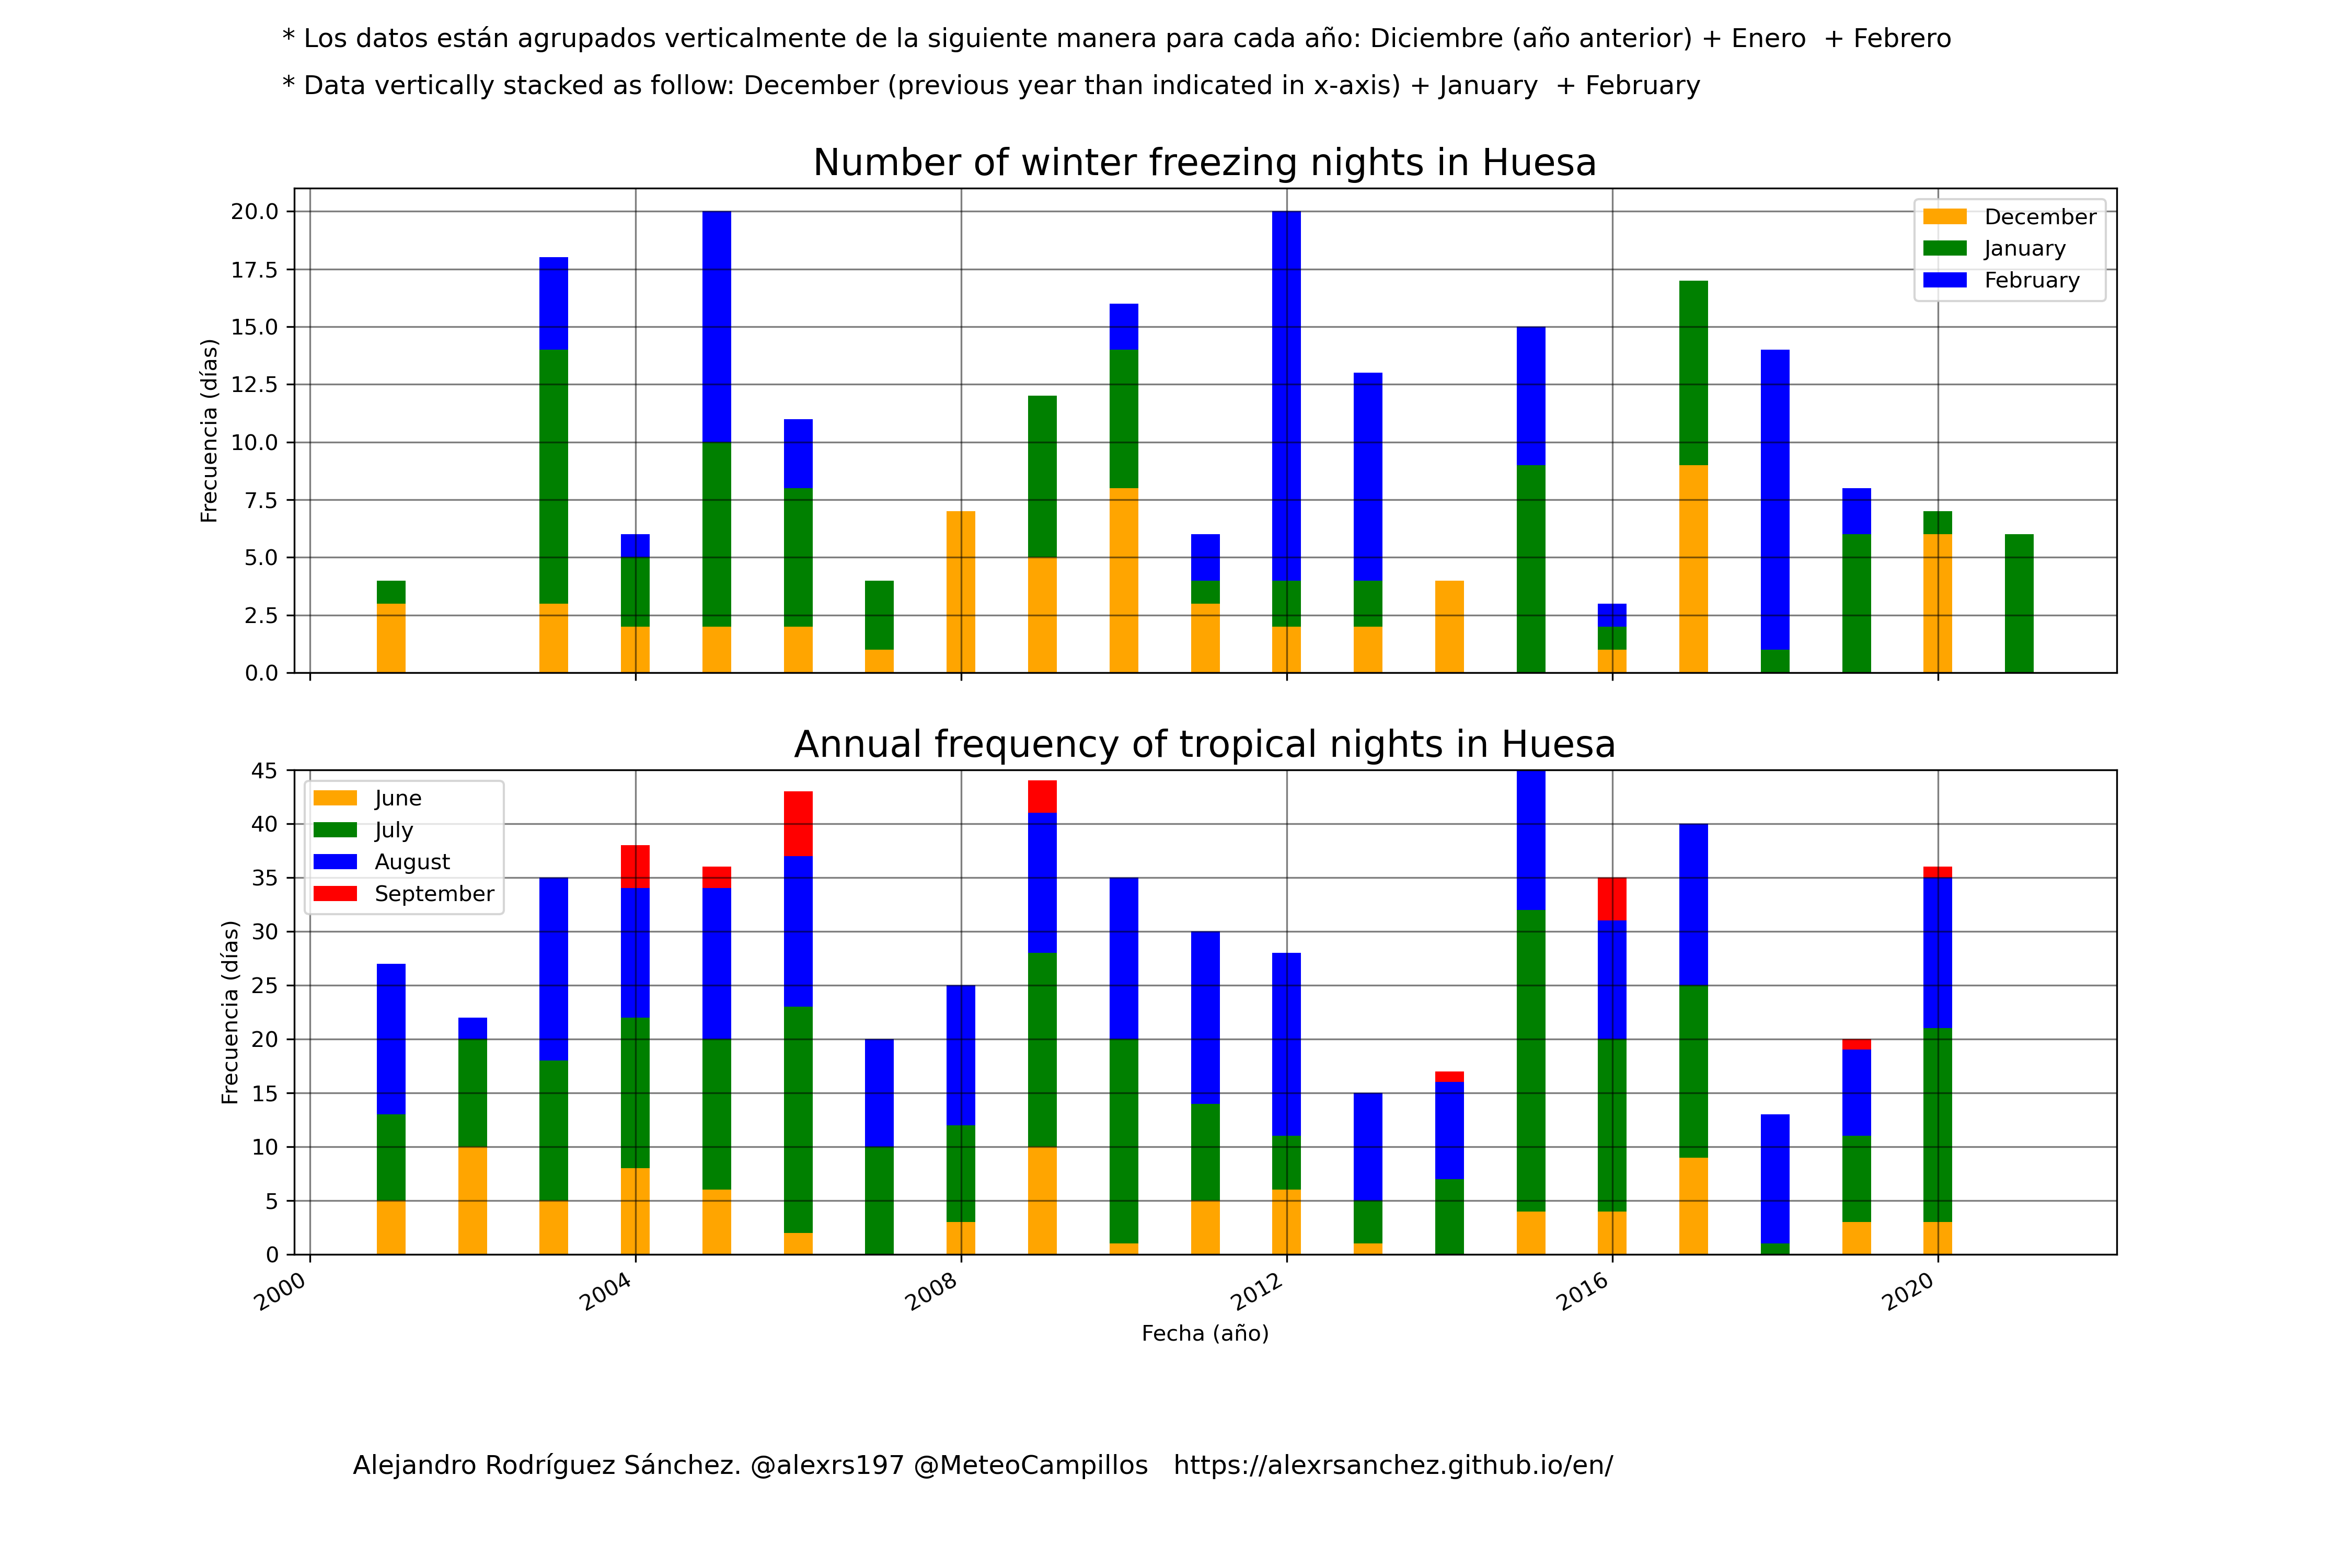 * Los datos están agrupados verticalmente de la siguiente manera para cada año: Diciembre (año anterior) + Enero  + Febrero
* Data vertically stacked as follow: December (previous year than indicated in x-axis) + January  + February
Number of winter freezing nights in Huesa
20.0
17.5
15.0
12.5
10.0
7.5
5.0
2.5
0.0
Frecuencia (días)
December
January
February
Annual frequency of tropical nights in Huesa
45
40
35
30
25
20
15
10
5
0
Frecuencia (días)
June
July
August
September
2000 2004 2008 2012 2016 2020
Fecha (año)
Alejandro Rodríguez Sánchez. @alexrs197 @MeteoCampillos   https://alexrsanchez.github.io/en/